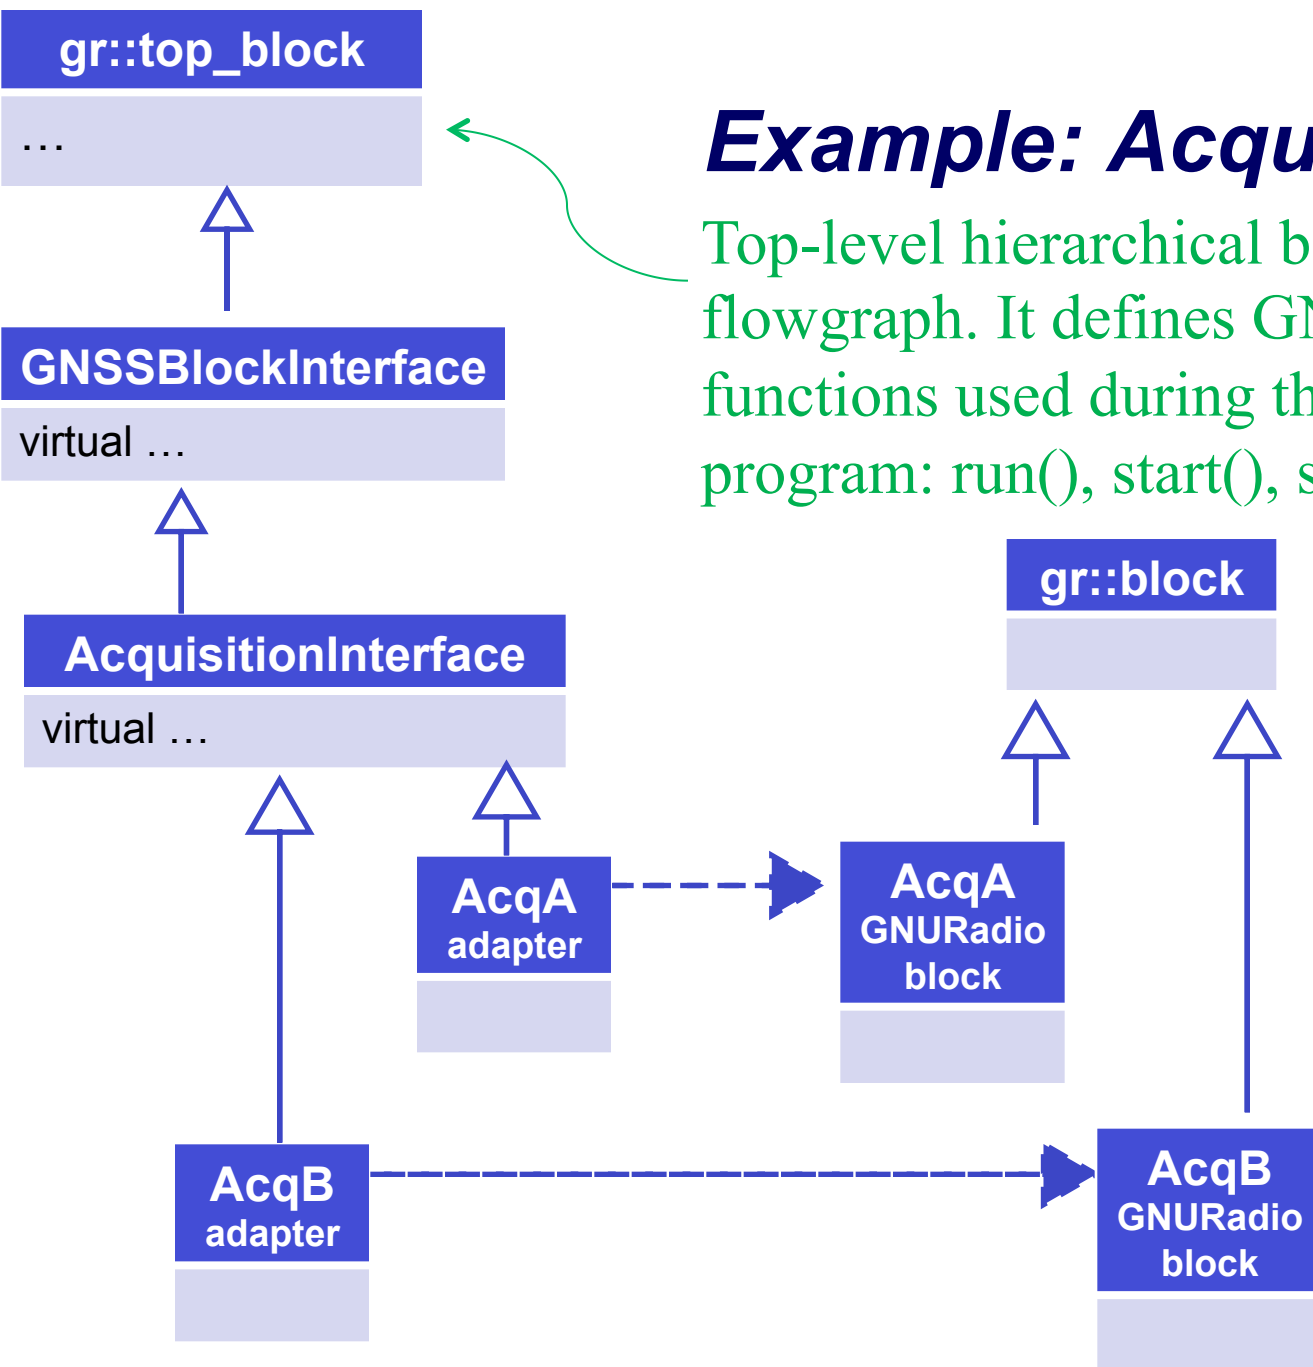 gr::top_block
…
Example: Acqu
Top-level hierarchical b
flowgraph. It defines GN
functions used during th
program: run(), start(), s
GNSSBlockInterface
virtual …
gr::block
AcquisitionInterface
virtual …
AcqA
adapter
AcqA
GNURadio
block
AcqB
adapter
AcqB
GNURadio
block